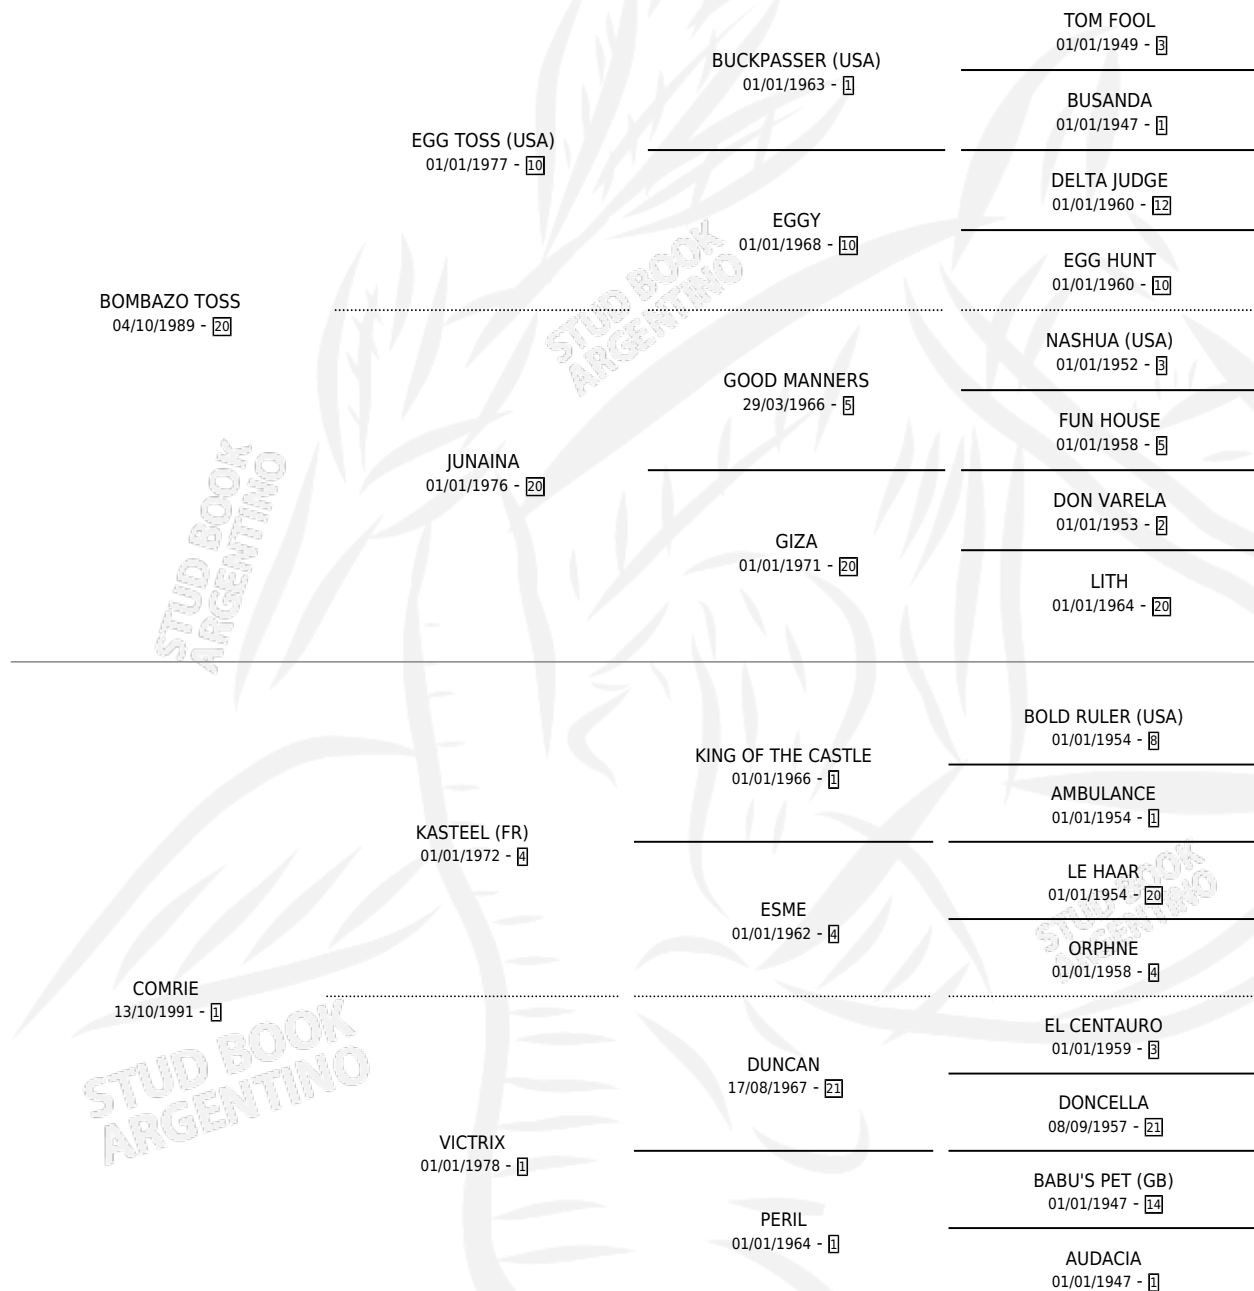 TOM FOOL
01/01/1949 - 3
BUCKPASSER (USA)
01/01/1963 - 1
BUSANDA
01/01/1947 - 1
EGG TOSS (USA)
01/01/1977 - 10
DELTA JUDGE
01/01/1960 - 12
EGGY
01/01/1968 - 10
EGG HUNT
01/01/1960 - 10
BOMBAZO TOSS
04/10/1989 - 20
STUD BOOK
ARGENTINO
NASHUA (USA)
01/01/1952 - 3
GOOD MANNERS
29/03/1966 - 5
FUN HOUSE
01/01/1958 - 5
JUNAINA
01/01/1976 - 20
DON VARELA
01/01/1953 - 2
GIZA
01/01/1971 - 20
LITH
01/01/1964 - 20
STUD BOOK
ARGENTINO
BOLD RULER (USA)
01/01/1954 - 8
KING OF THE CASTLE
01/01/1966 - 1
AMBULANCE
01/01/1954 - 1
KASTEEL (FR)
01/01/1972 - 4
LE HAAR
01/01/1954 - 20
ESME
01/01/1962 - 4
ORPHNE
01/01/1958 - 4
STUD BOOK
ARGENTINO
COMRIE
13/10/1991 - 1
EL CENTAURO
01/01/1959 - 3
DUNCAN
17/08/1967 - 21
DONCELLA
08/09/1957 - 21
STUD BOOK
ARGENTINO
VICTRIX
01/01/1978 - 1
BABU'S PET (GB)
01/01/1947 - 14
PERIL
01/01/1964 - 1
AUDACIA
01/01/1947 - 1